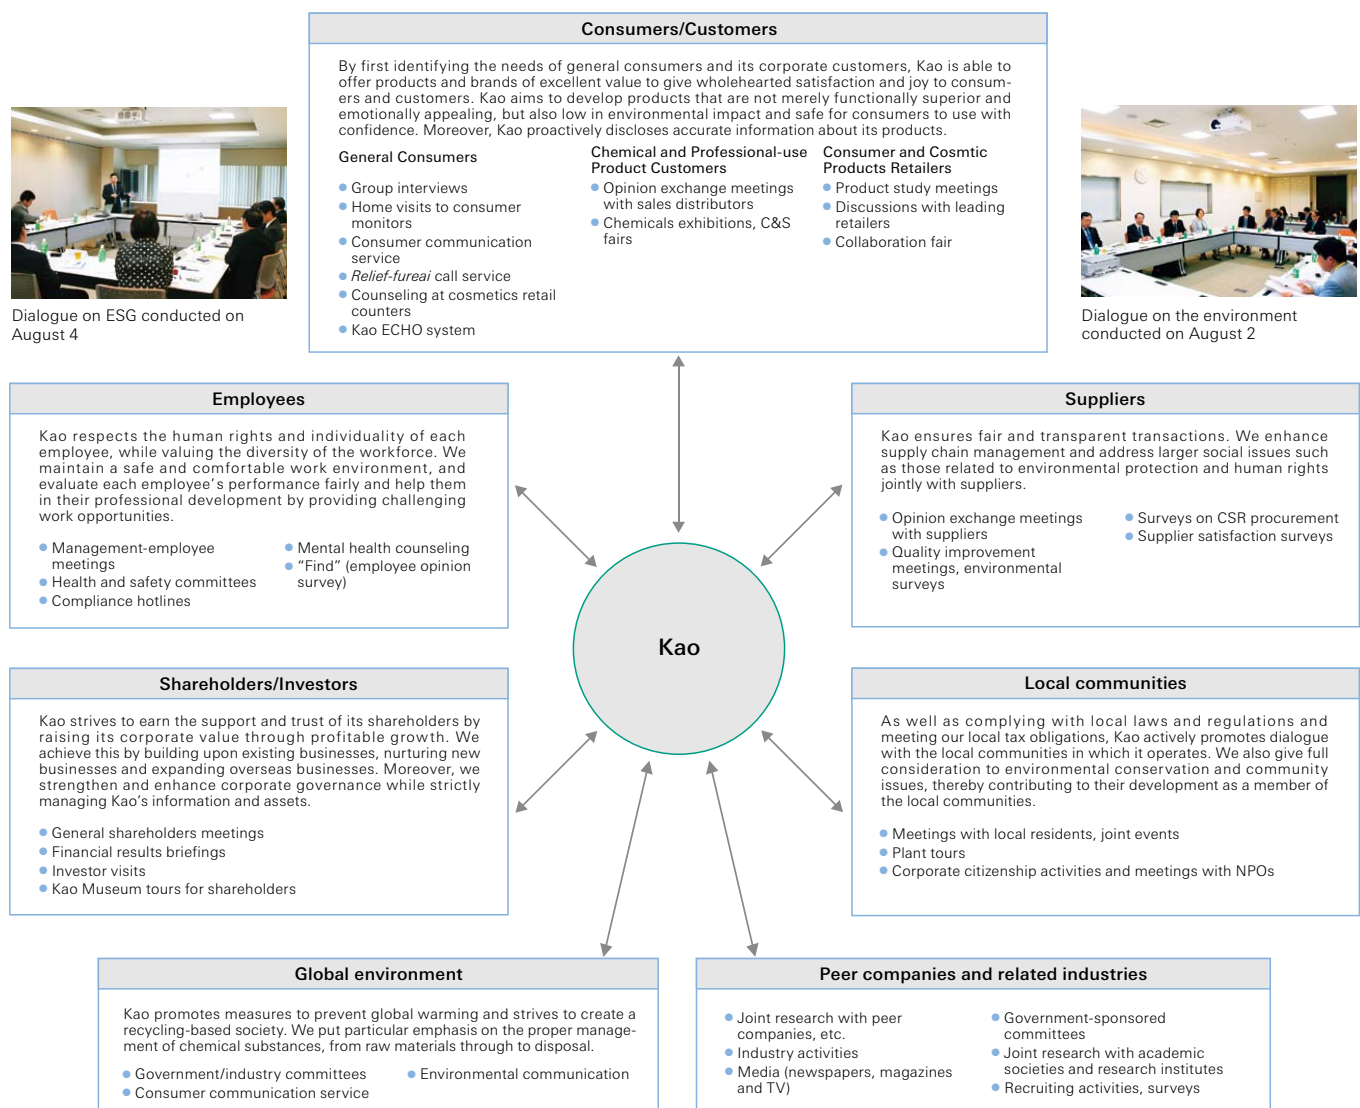 Consumers/Customers
By first identifying the needs of general consumers and its corporate customers, Kao is able to
offer products and brands of excellent value to give wholehearted satisfaction and joy to consum-
ers and customers. Kao aims to develop products that are not merely functionally superior and
emotionally appealing, but also low in environmental impact and safe for consumers to use with
confidence. Moreover, Kao proactively discloses accurate information about its products.
General Consumers
Group interviews
Home visits to consumer
monitors
Consumer communication
service
Relief-fureai call service
Counseling at cosmetics retail
counters
Kao ECHO system
Chemical and Professional-use
Product Customers
Opinion exchange meetings
with sales distributors
Chemicals exhibitions, C&S
fairs
Consumer and Cosmtic
Products Retailers
Product study meetings
Discussions with leading
retailers
Collaboration fair
Dialogue on ESG conducted on
August 4
Dialogue on the environment
conducted on August 2
Employees
Kao respects the human rights and individuality of each
employee, while valuing the diversity of the workforce. We
maintain a safe and comfortable work environment, and
evaluate each employee's performance fairly and help them
in their professional development by providing challenging
work opportunities.
Management-employee
meetings
Health and safety committees
Compliance hotlines
Mental health counseling
“Find” (employee opinion
survey)
Suppliers
Kao ensures fair and transparent transactions. We enhance
supply chain management and address larger social issues such
as those related to environmental protection and human rights
jointly with suppliers.
Opinion exchange meetings
with suppliers
Quality improvement
meetings, environmental
surveys
Surveys on CSR procurement
Supplier satisfaction surveys
Kao
Shareholders/Investors
Kao strives to earn the support and trust of its shareholders by
raising its corporate value through profitable growth. We
achieve this by building upon existing businesses, nurturing new
businesses and expanding overseas businesses. Moreover, we
strengthen and enhance corporate governance while strictly
managing Kao's information and assets.
General shareholders meetings
Financial results briefings
Investor visits
Kao Museum tours for shareholders
Local communities
As well as complying with local laws and regulations and
meeting our local tax obligations, Kao actively promotes dialogue
with the local communities in which it operates. We also give full
consideration to environmental conservation and community
issues, thereby contributing to their development as a member of
the local communities.
Meetings with local residents, joint events
Plant tours
Corporate citizenship activities and meetings with NPOs
Global environment
Kao promotes measures to prevent global warming and strives to create a
recycling-based society. We put particular emphasis on the proper manage-
ment of chemical substances, from raw materials through to disposal.
Government/industry committees
Consumer communication service
Environmental communication
Peer companies and related industries
Joint research with peer
companies, etc.
Industry activities
Media (newspapers, magazines
and TV)
Government-sponsored
committees
Joint research with academic
societies and research institutes
Recruiting activities, surveys